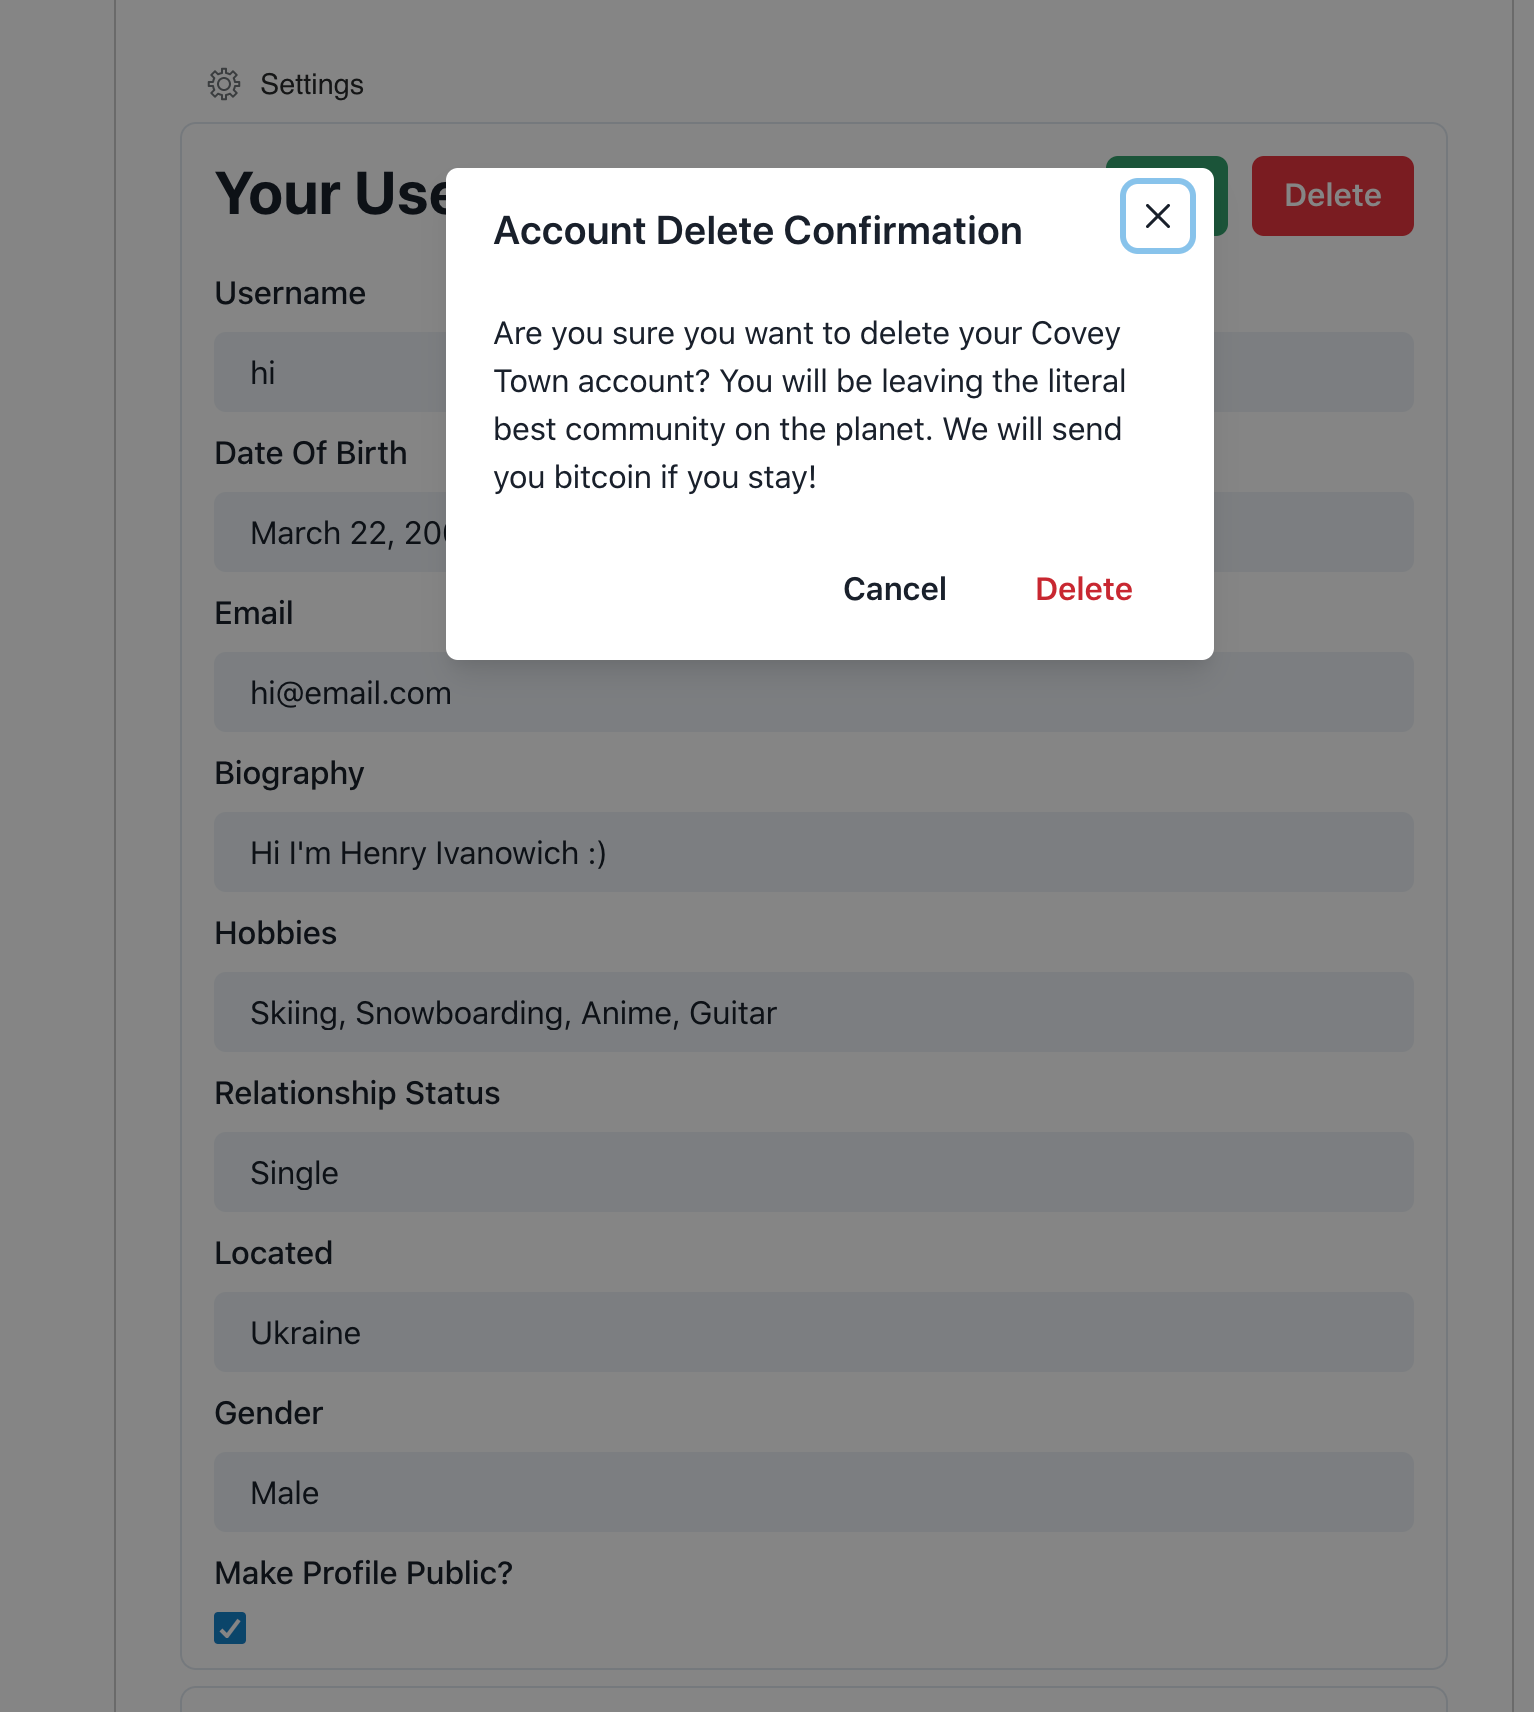 Settings
Your Use
Delete
Account Delete Confirmation
Are you sure you want to delete your Covey
Town account? You will be leaving the literal
best community on the planet. We will send
you bitcoin if you stay!
Cancel
Delete
Username
hi
Date Of Birth
March 22,
Email
hi@email.com
Biography
Hi I'm Henry Ivanowich :)
Hobbies
Skiing, Snowboarding, Anime, Guitar
Relationship Status
Single
Located
Ukraine
Gender
Male
Make Profile Public?